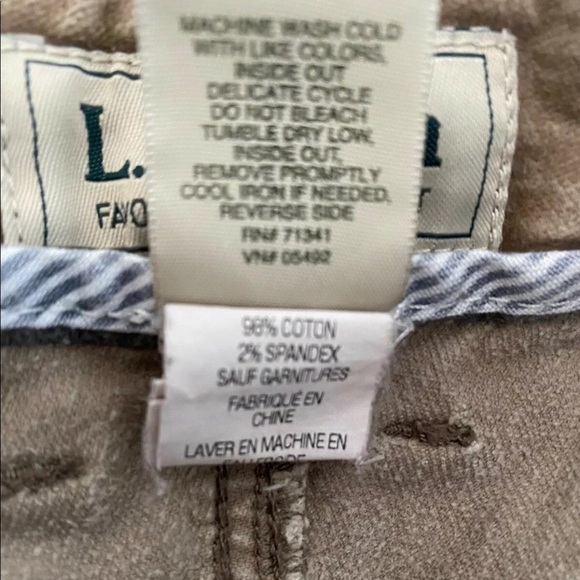 MACHINE WASH COLD
WITH LIKE COLORS,
INSIDE OUT
DELICATE CYCLE
DO NOT BLEACH
TUMBLE DRY LOW,
INSIDE OUT,
REMOVE PROMPTLY
COOL IRON IF NEEDED,
REVERSE SIDE
RN# 71341
VN# 05492
L.
FAVO
98% COTON
2% SPANDEX
SAUF GARNITURES
FABRIQUÉ EN
CHINE
LAVER EN MACHINE EN